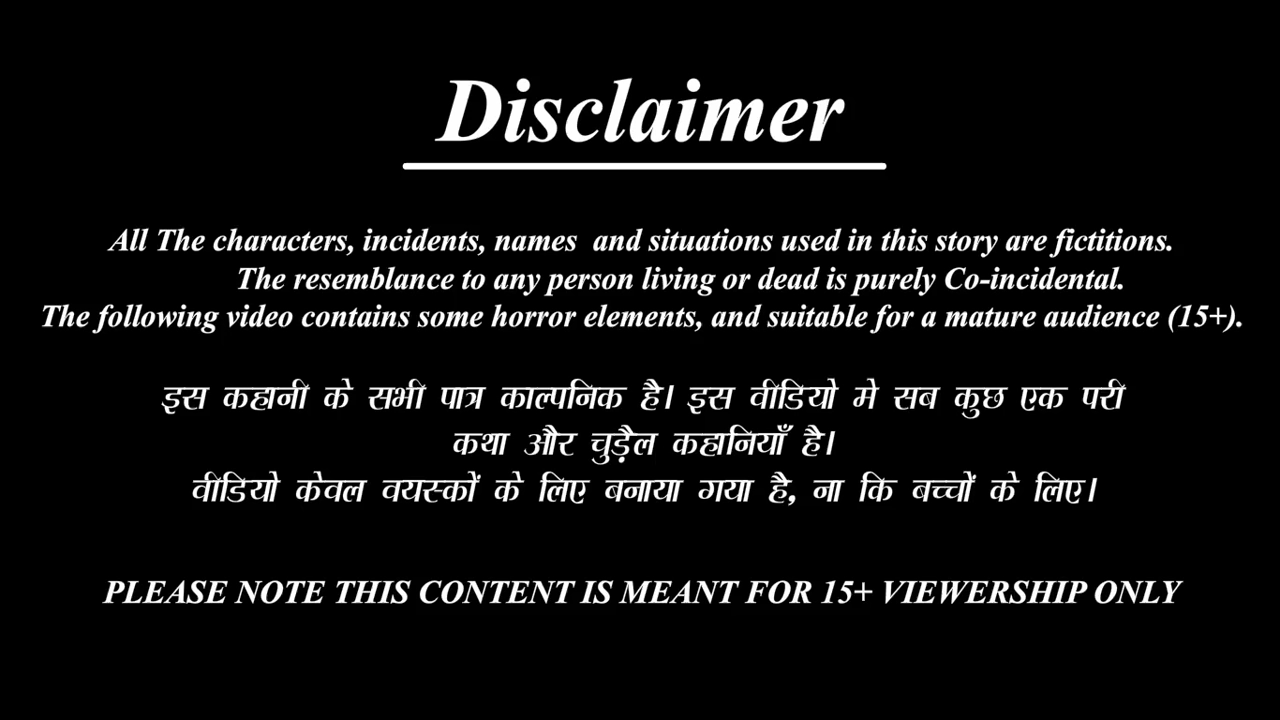 Disclaimer
All The characters, incidents, names and situations used in this story are fictitions.
The resemblance to any person living or dead is purely Co-incidental.
The following video contains some horror elements, and suitable for a mature audience (15+).
इस कहानी के सभी पात्र काल्पनिक है। इस वीडियो मे सब कुछ एक परी
कथा और चुड़ैल कहानियाँ है।
वीडियो केवल वयस्कों के लिए बनाया गया है, ना कि बच्चों के लिए।
PLEASE NOTE THIS CONTENT IS MEANT FOR 15+ VIEWERSHIP ONLY